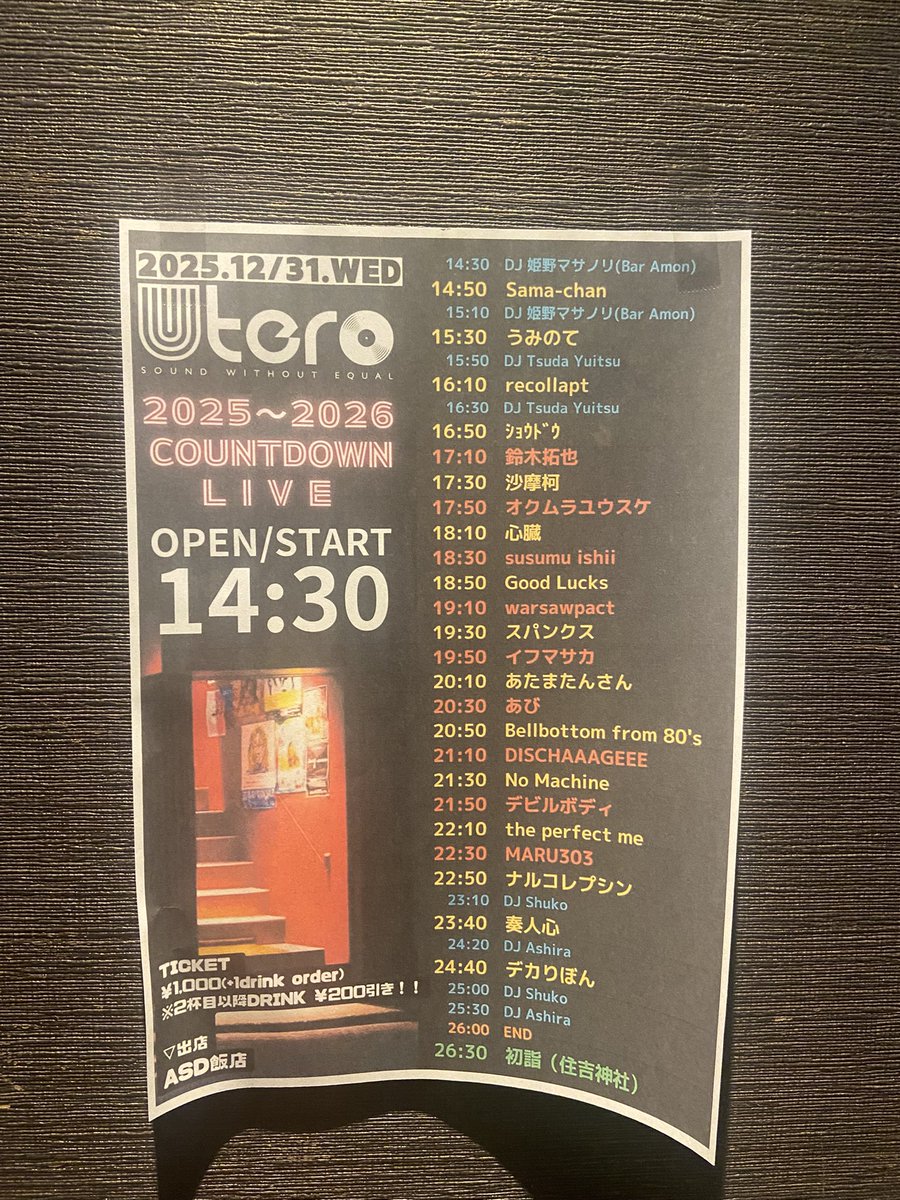 2025.12/31.WED
Utero
SOUND WITHOUT EQUAL
2025〜2026
COUNTDOWN
LIVE
OPEN/START
14:30
TICKET
¥1,000(+1drink order)
※2杯目以降DRINK ¥200引き！！
▽出店
ASD飯店
14:30 DJ 姫野マサノリ(Bar Amon)
14:50 Sama-chan
15:10 DJ 姫野マサノリ(Bar Amon)
15:30 うみのて
15:50 DJ Tsuda Yuitsu
16:10 recollapt
16:30 DJ Tsuda Yuitsu
16:50 ｼｮｳﾄﾞｳ
17:10 鈴木拓也
17:30 沙摩柯
17:50 オクムラユウスケ
18:10 心臓
18:30 susumu ishii
18:50 Good Lucks
19:10 warsawpact
19:30 スパンクス
19:50 イフマサカ
20:10 あたまたんさん
20:30 あび
20:50 Bellbottom from 80's
21:10 DISCHAAAGEEE
21:30 No Machine
21:50 デビルボディ
22:10 the perfect me
22:30 MARU303
22:50 ナルコレプシン
23:10 DJ Shuko
23:40 奏人心
24:20 DJ Ashira
24:40 デカりぼん
25:00 DJ Shuko
25:30 DJ Ashira
26:00 END
26:30 初詣（住吉神社）